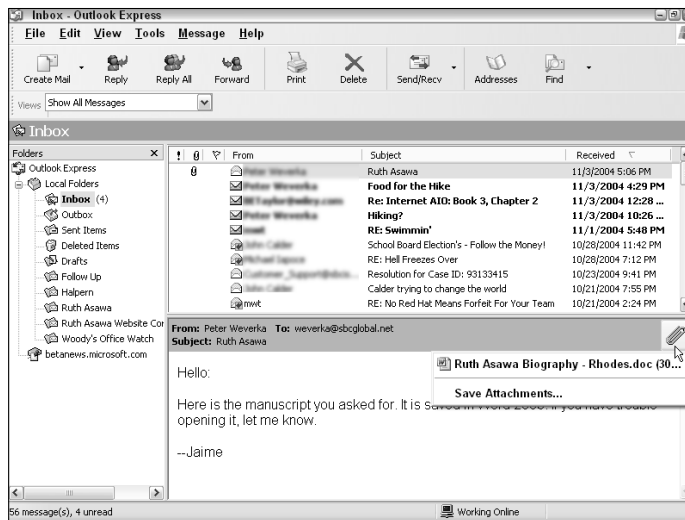 Inbox - Outlook Express
File Edit View Tools Message Help
Create Mail Reply Reply All Forward Print Delete Send/Recv Addresses Find
Views Show All Messages
Inbox
Folders
Outlook Express
Local Folders
Inbox (4)
Outbox
Sent Items
Deleted Items
Drafts
Follow Up
Halpern
Ruth Asawa
Ruth Asawa Website Cor
Woody's Office Watch
betanews.microsoft.com
! From Subject Received
Ruth Asawa 11/3/2004 5:06 PM
Food for the Hike 11/3/2004 4:29 PM
Re: Internet AIO: Book 3, Chapter 2 11/3/2004 12:28 ...
Hiking? 11/3/2004 10:26 ...
RE: Swimmin' 11/1/2004 5:48 PM
School Board Election's - Follow the Money! 10/28/2004 11:42 PM
RE: Hell Freezes Over 10/28/2004 7:12 PM
Resolution for Case ID: 93133415 10/23/2004 9:41 PM
Calder trying to change the world 10/21/2004 7:55 PM
mwt RE: No Red Hat Means Forfeit For Your Team 10/21/2004 2:24 PM
From: Peter Weverka To: weverka@sbcglobal.net
Subject: Ruth Asawa
Ruth Asawa Biography - Rhodes.doc (30...
Save Attachments...
Hello:
Here is the manuscript you asked for. It is
opening it, let me know.
--Jaime
56 message(s), 4 unread Working Online